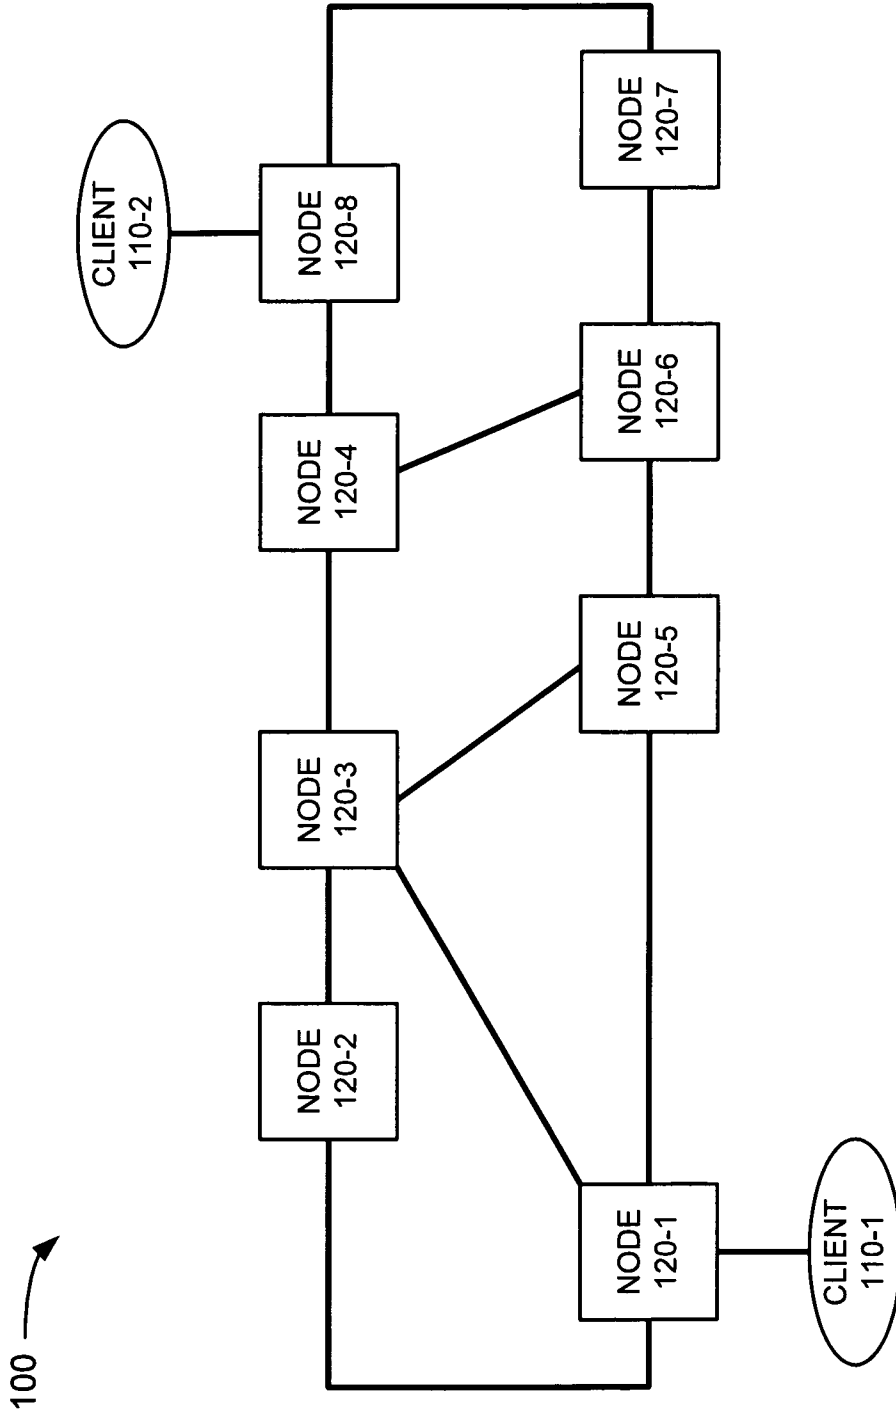 100
CLIENT
110-2
NODE
120-2
NODE
120-3
NODE
120-4
NODE
120-8
NODE
120-1
NODE
120-5
NODE
120-6
NODE
120-7
CLIENT
110-1